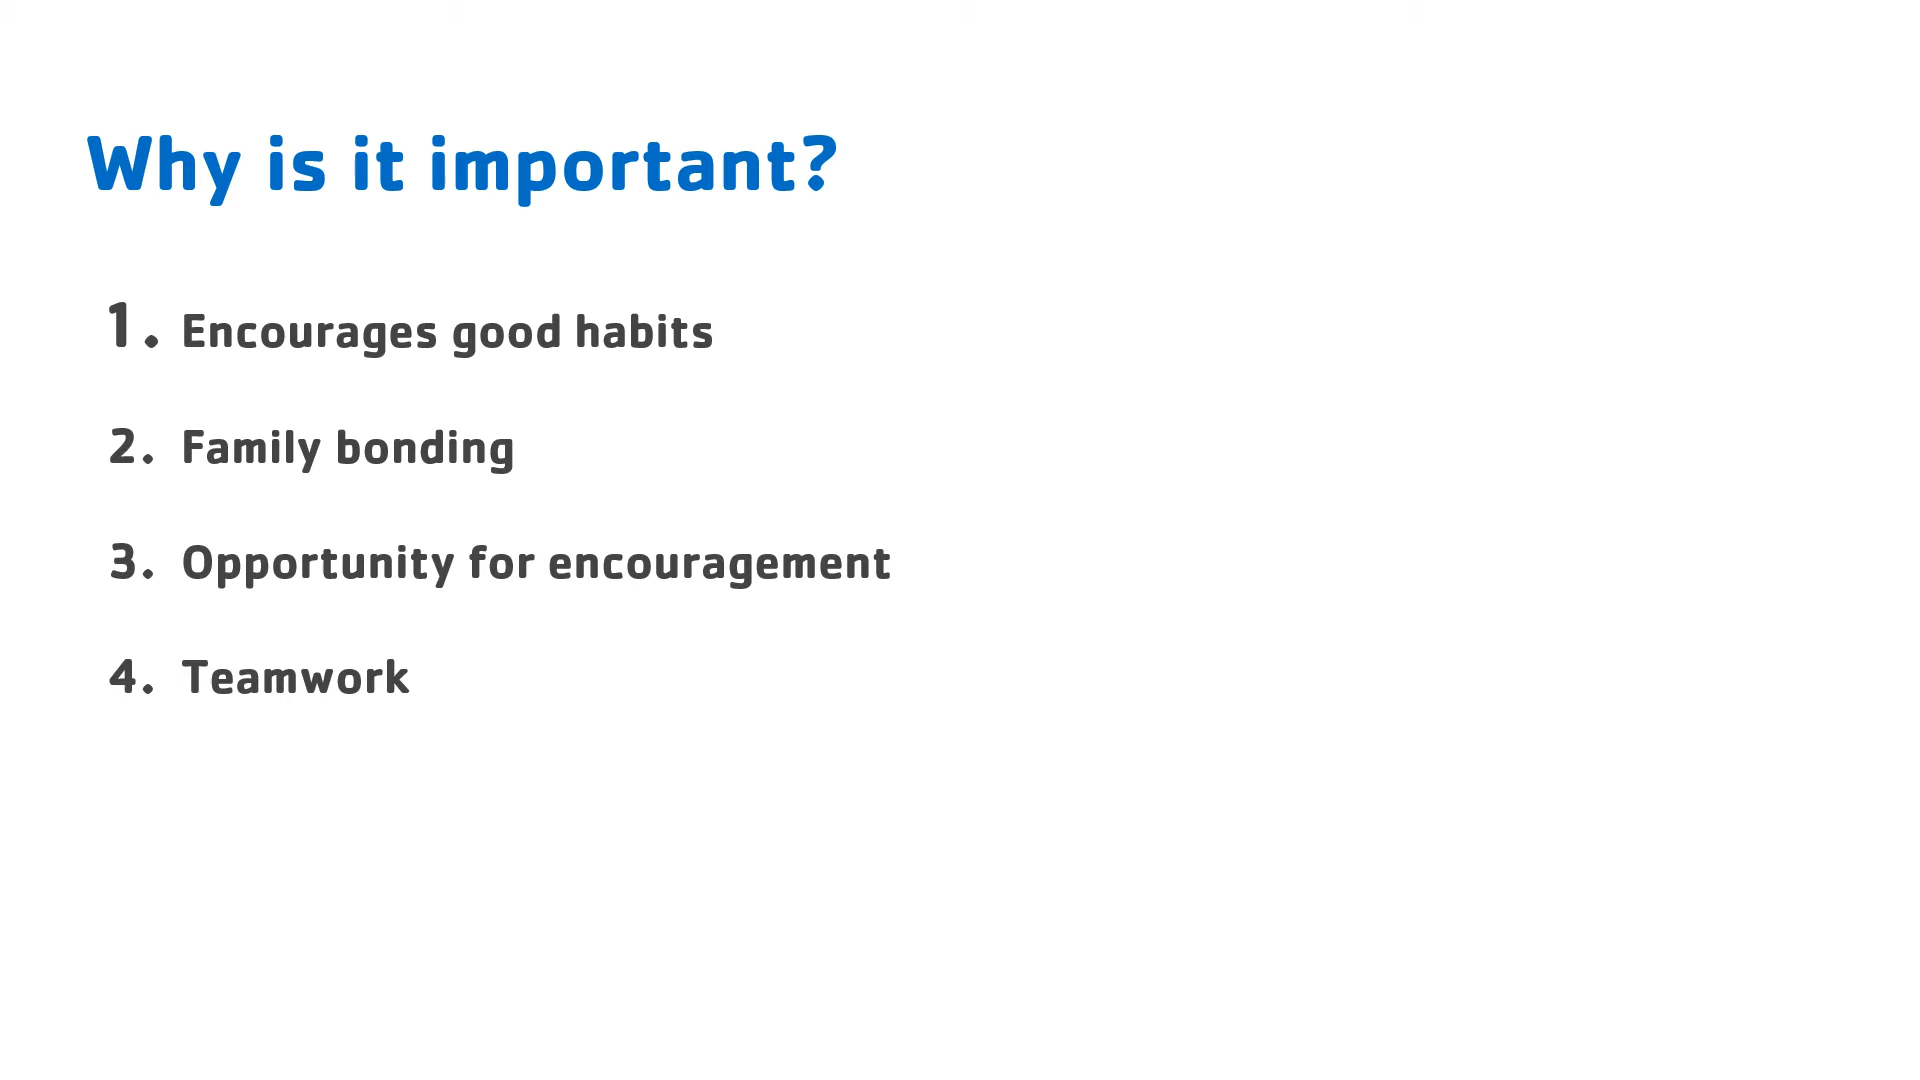 Why is it important?
1. Encourages good habits
2. Family bonding
3. Opportunity for encouragement
4. Teamwork